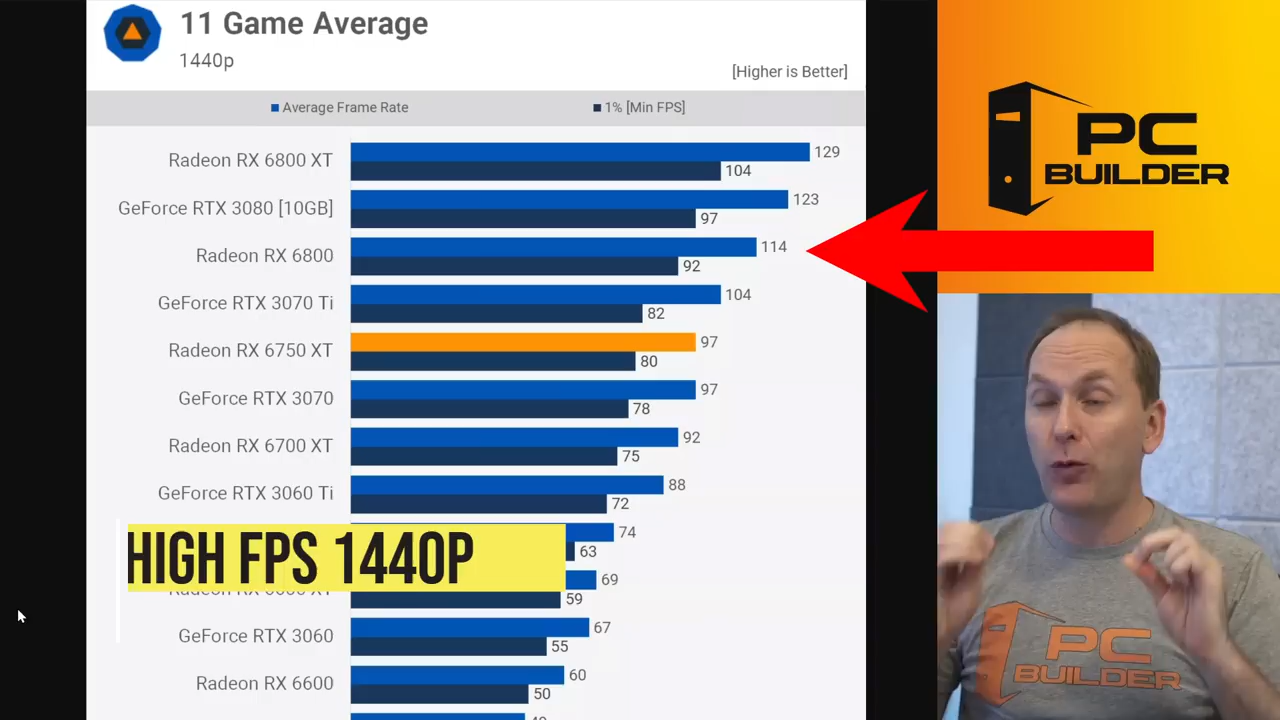 11 Game Average
1440p
[Higher is Better]
Average Frame Rate
1% [Min FPS]
Radeon RX 6800 XT
129
104
GeForce RTX 3080 [10GB]
123
97
Radeon RX 6800
114
92
GeForce RTX 3070 Ti
104
82
Radeon RX 6750 XT
97
80
GeForce RTX 3070
97
78
Radeon RX 6700 XT
92
75
GeForce RTX 3060 Ti
88
72
74
63
69
59
GeForce RTX 3060
67
55
Radeon RX 6600
60
50
HIGH FPS 1440P
PC
BUILDER
PC
BUILDER